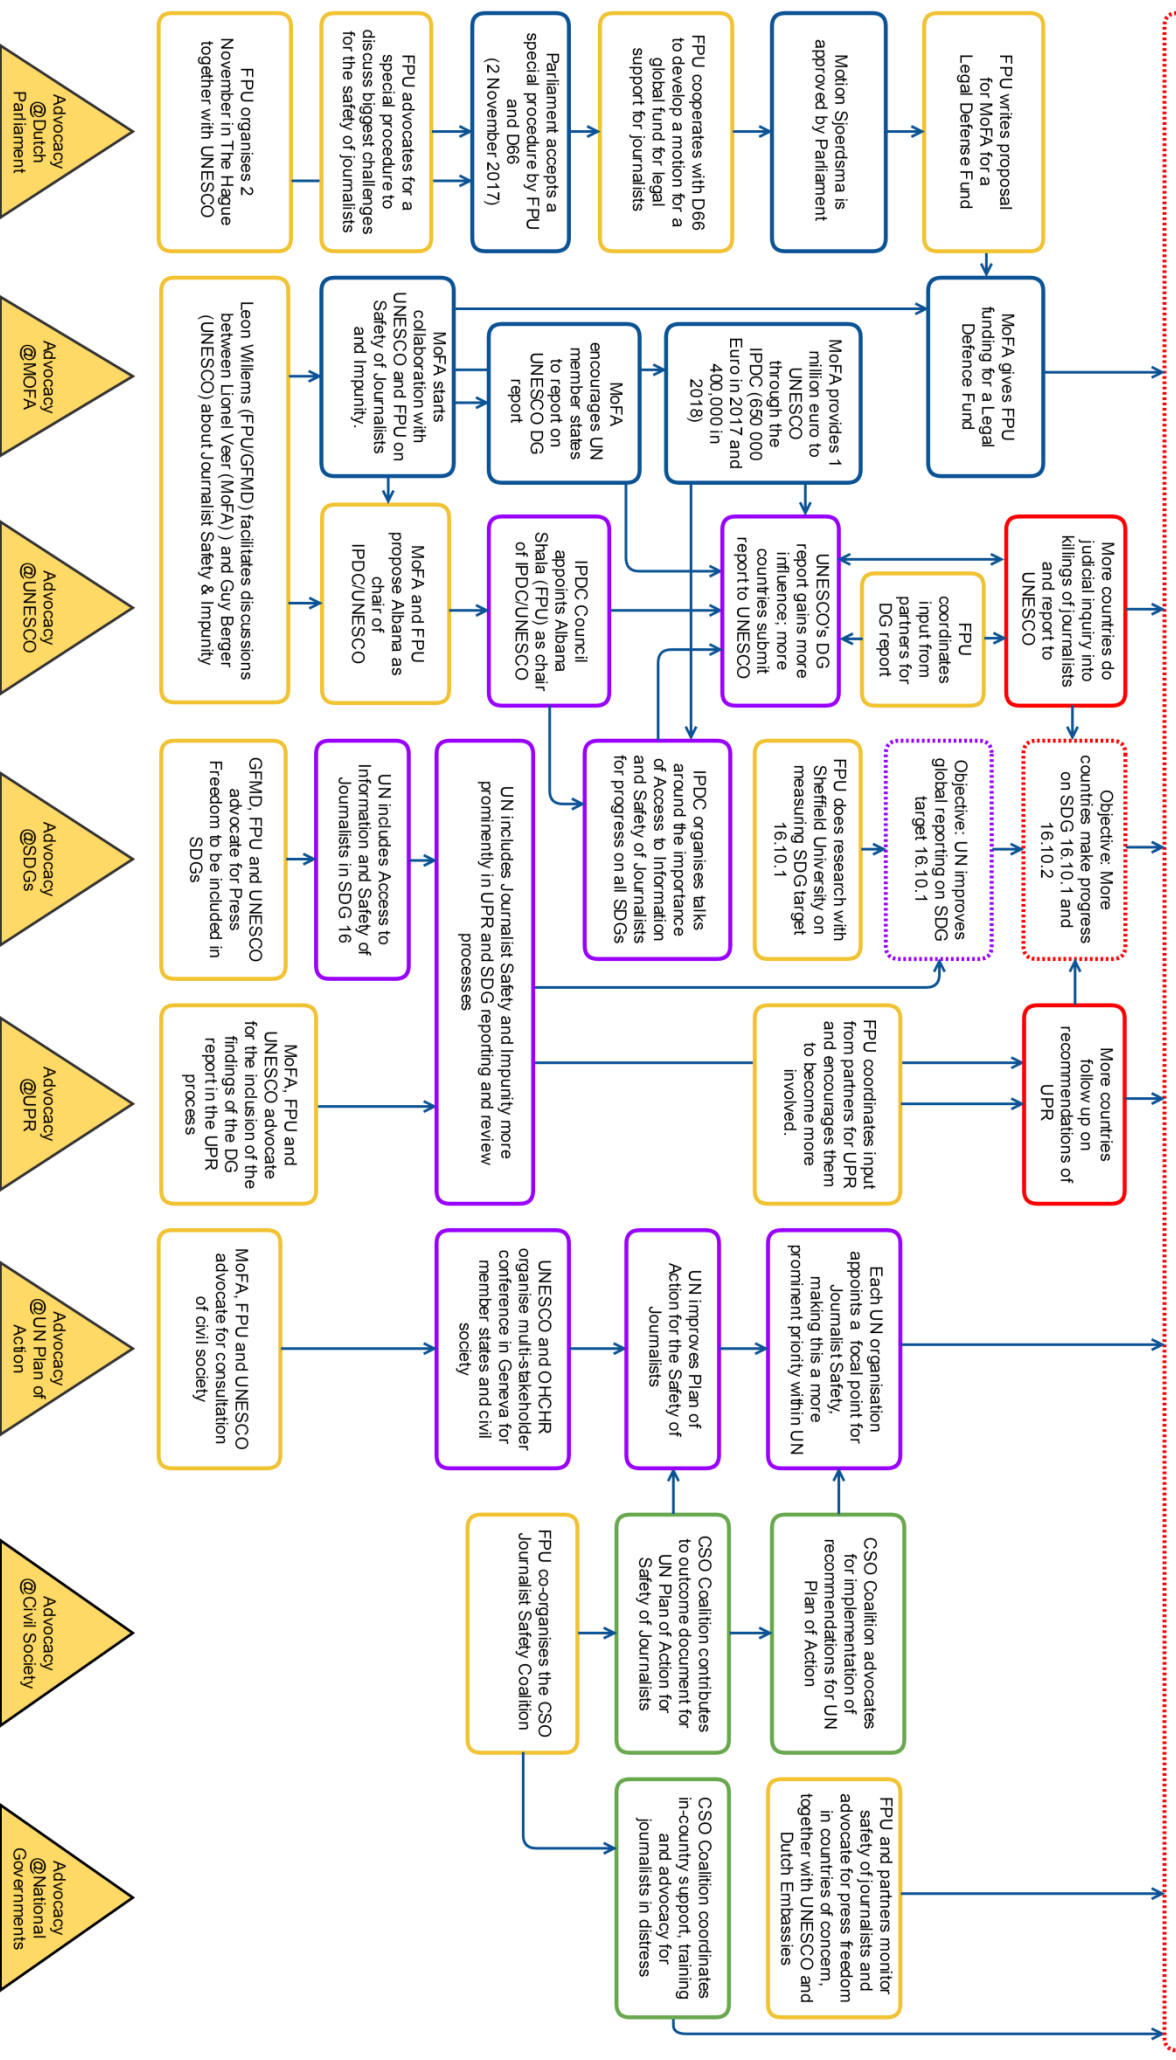 Advocacy
@Dutch
Parliament
FPU organises 2
November in The Hague
together with UNESCO
FPU advocates for a
special procedure to
discuss biggest challenges
for the safety of journalists
Parliament accepts a
special procedure by FPU
and D66
(2 November 2017)
FPU cooperates with D66
to develop a motion for a
global fund for legal
support for journalists
Motion Sjoerdsma is
approved by Parliament
FPU writes proposal
for MoFA for a
Legal Defense Fund
Advocacy
@MOFA
Leon Willems (FPU/GFMD) facilitates discussions
between Lionel Veer (MoFA) ) and Guy Berger
(UNESCO) about Journalist Safety & Impunity
MoFA starts
collaboration with
UNESCO and FPU on
Safety of Journalists
and Impunity.
MoFA
encourages UN
member states
to report on
UNESCO DG
report
MoFA provides 1
million euro to
UNESCO
through the
IPDC (650 000
Euro in 2017 and
400,000 in
2018)
MoFA gives FPU
funding for a Legal
Defence Fund
Advocacy
@UNESCO
MoFA and FPU
propose Albana as
chair of
IPDC/UNESCO
IPDC Council
appoints Albana
Shala (FPU) as chair
of IPDC/UNESCO
UNESCO's DG
report gains more
influence; more
countries submit
report to UNESCO
FPU
coordinates
input from
partners for
DG report
More countries do
judicial inquiry into
killings of journalists
and report to
UNESCO
Advocacy
@SDGs
GFMD, FPU and UNESCO
advocate for Press
Freedom to be included in
SDGs
UN includes Access to
Information and Safety of
Journalists in SDG 16
UN includes Journalist Safety and Impunity more
prominently in UPR and SDG reporting and review
processes
IPDC organises talks
around the importance
of Access to Information
and Safety of Journalists
for progress on all SDGs
FPU does research with
Sheffield University on
measuring SDG target
16.10.1
Objective: UN improves
global reporting on SDG
target 16.10.1
Objective: More
countries make progress
on SDG 16.10.1 and
16.10.2
Advocacy
@UPR
MoFA, FPU and
UNESCO advocate
for the inclusion of the
findings of the DG
report in the UPR
process
FPU coordinates input
from partners for UPR
and encourages them
to become more
involved.
More countries
follow up on
recommendations of
UPR
Advocacy
@UN Plan of
Action
MoFA, FPU and UNESCO
advocate for consultation
of civil society
UNESCO and OHCHR
organise multi-stakeholder
conference in Geneva for
member states and civil
society
UN improves Plan of
Action for the Safety of
Journalists
Each UN organisation
appoints a focal point for
Journalist Safety,
making this a more
prominent priority within UN
Advocacy
@Civil Society
FPU co-organises the CSO
Journalist Safety Coalition
CSO Coalition contributes
to outcome document for
UN Plan of Action for
Safety of Journalists
CSO Coalition advocates
for implementation of
recommendations for UN
Plan of Action
Advocacy
@National
Governments
CSO Coalition coordinates
in-country support, training
and advocacy for
journalists in distress
FPU and partners monitor
safety of journalists and
advocate for press freedom
in countries of concern,
together with UNESCO and
Dutch Embassies